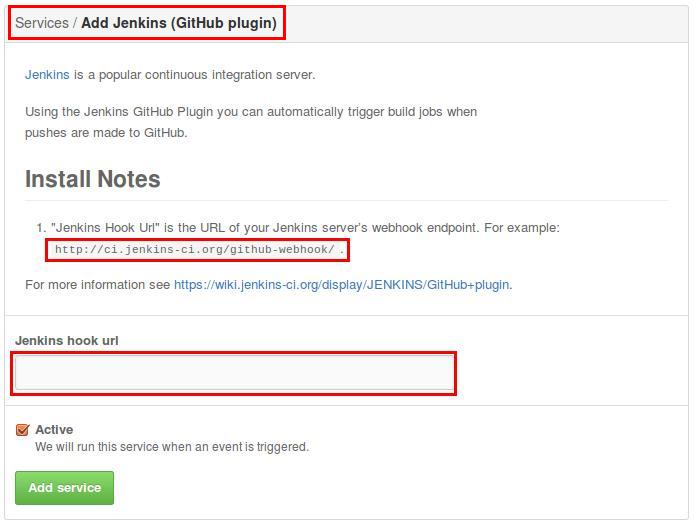 Services / Add Jenkins (GitHub plugin)
Jenkins is a popular continuous integration server.
Using the Jenkins GitHub Plugin you can automatically trigger build jobs when
pushes are made to GitHub.
Install Notes
1. "Jenkins Hook Url" is the URL of your Jenkins server's webhook endpoint. For example:
http://ci.jenkins-ci.org/github-webhook/ .
For more information see https://wiki.jenkins-ci.org/display/JENKINS/GitHub+plugin.
Jenkins hook url
Active
We will run this service when an event is triggered.
Add service